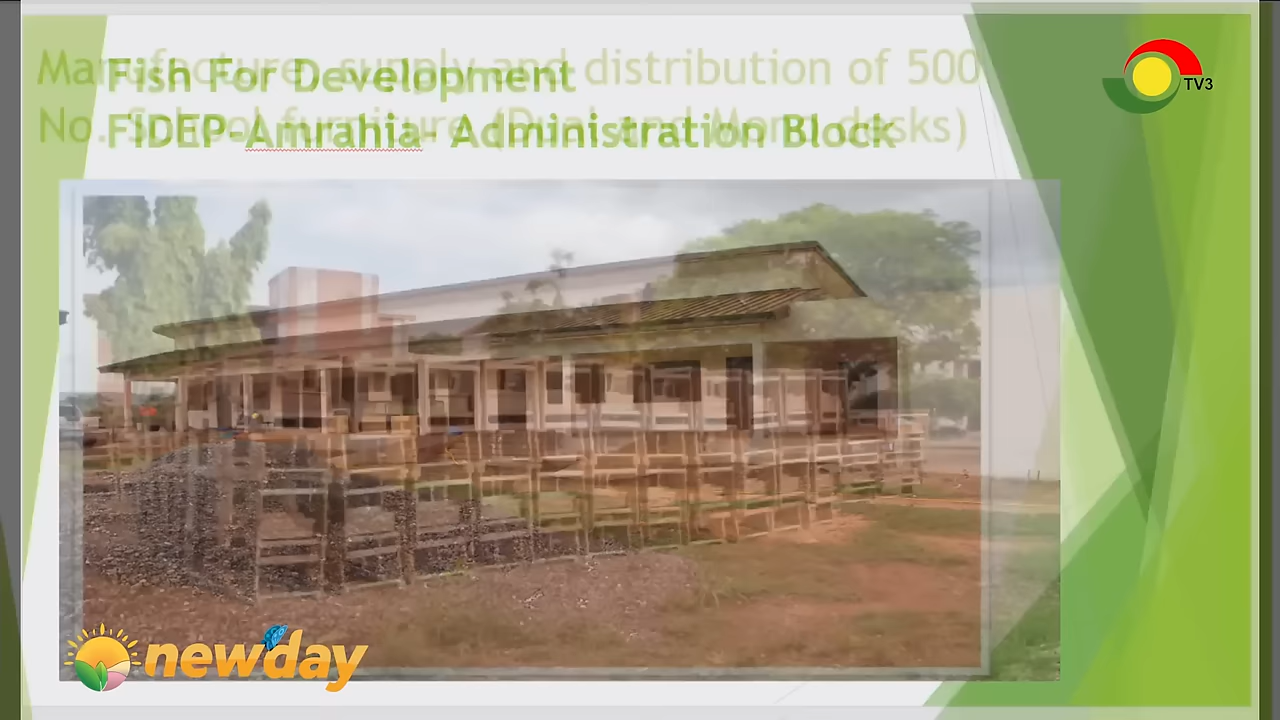 Manufacture, supply and distribution of 500
No. School furniture (Dual and Mono desks)
Fish For Development
FIDEP-Amrahia- Administration Block
TV3
newday